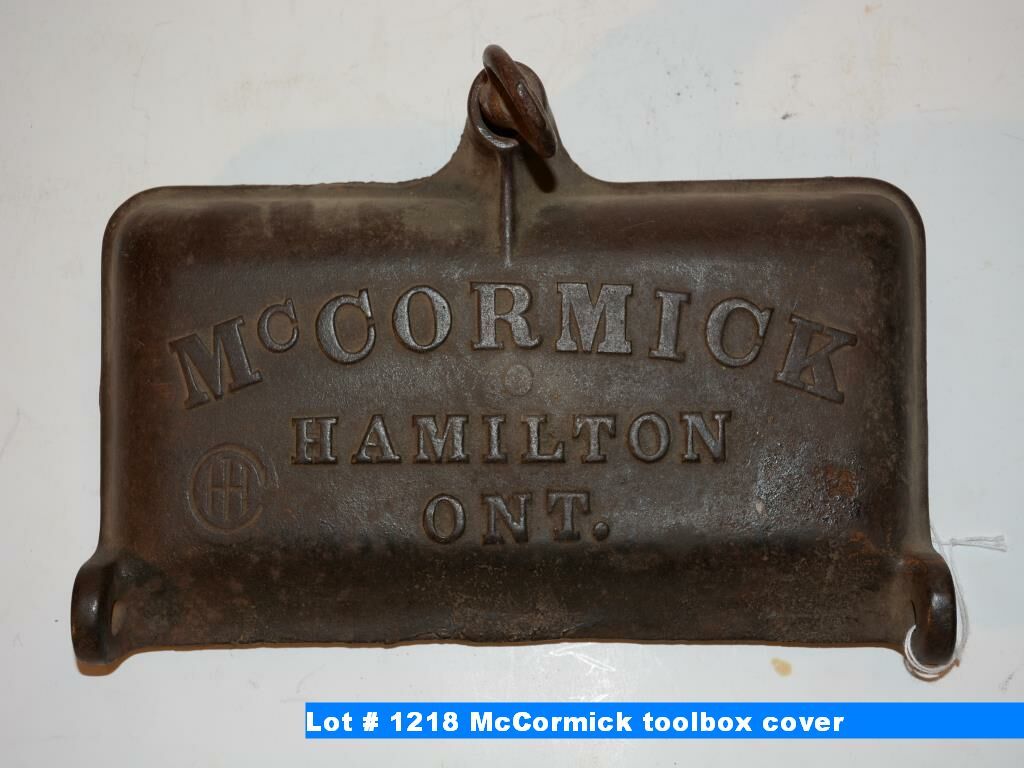 McCORMICK
HAMILTON
IHC
ONT.
Lot # 1218 McCormick toolbox cover